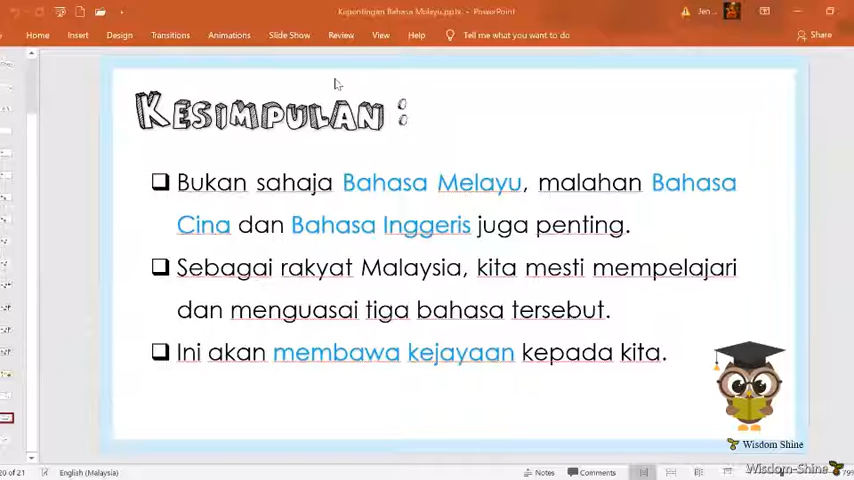 Kepentingan Bahasa Melayu.pptx - PowerPoint
Jen...
Home Insert Design Transitions Animations Slide Show Review View Help Tell me what you want to do Share
KESIMPULAN :
Bukan sahaja Bahasa Melayu, malahan Bahasa
Cina dan Bahasa Inggeris juga penting.
Sebagai rakyat Malaysia, kita mesti mempelajari
dan menguasai tiga bahasa tersebut.
Ini akan membawa kejayaan kepada kita.
Wisdom Shine
20 of 21 English (Malaysia) Notes Comments 79%
Wisdom-Shine